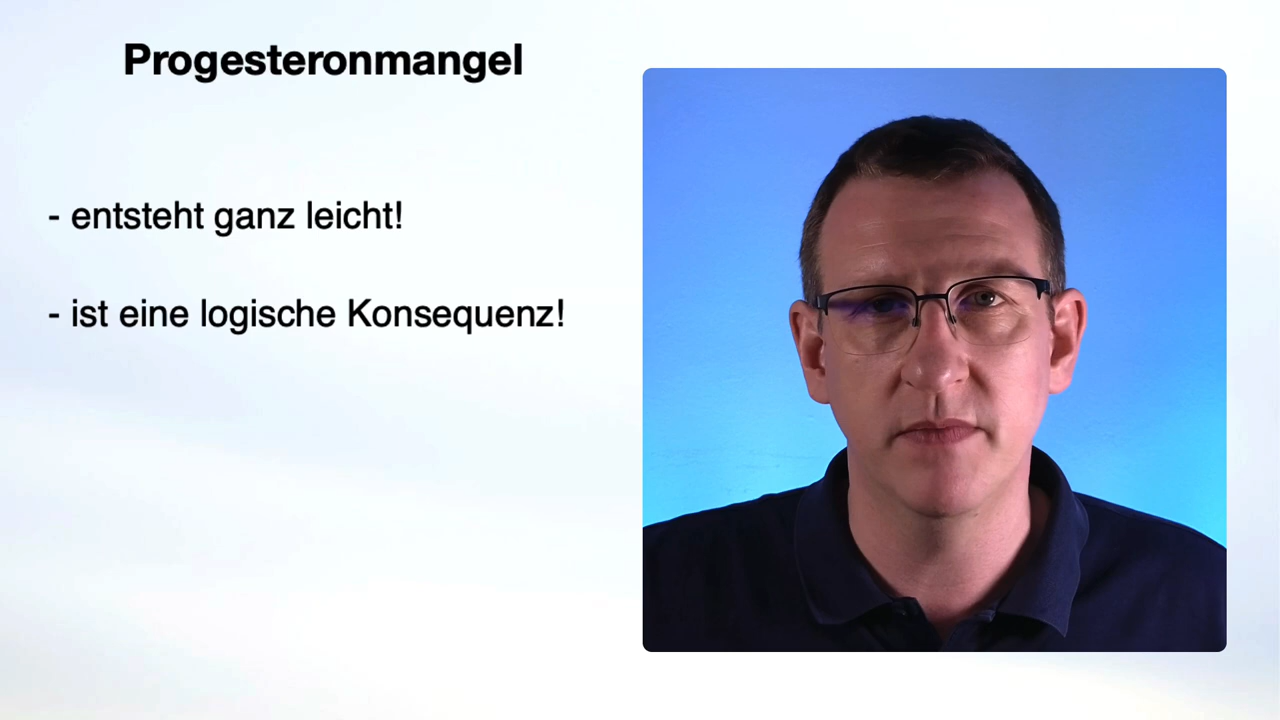 Progesteronmangel
- entsteht ganz leicht!
- ist eine logische Konsequenz!